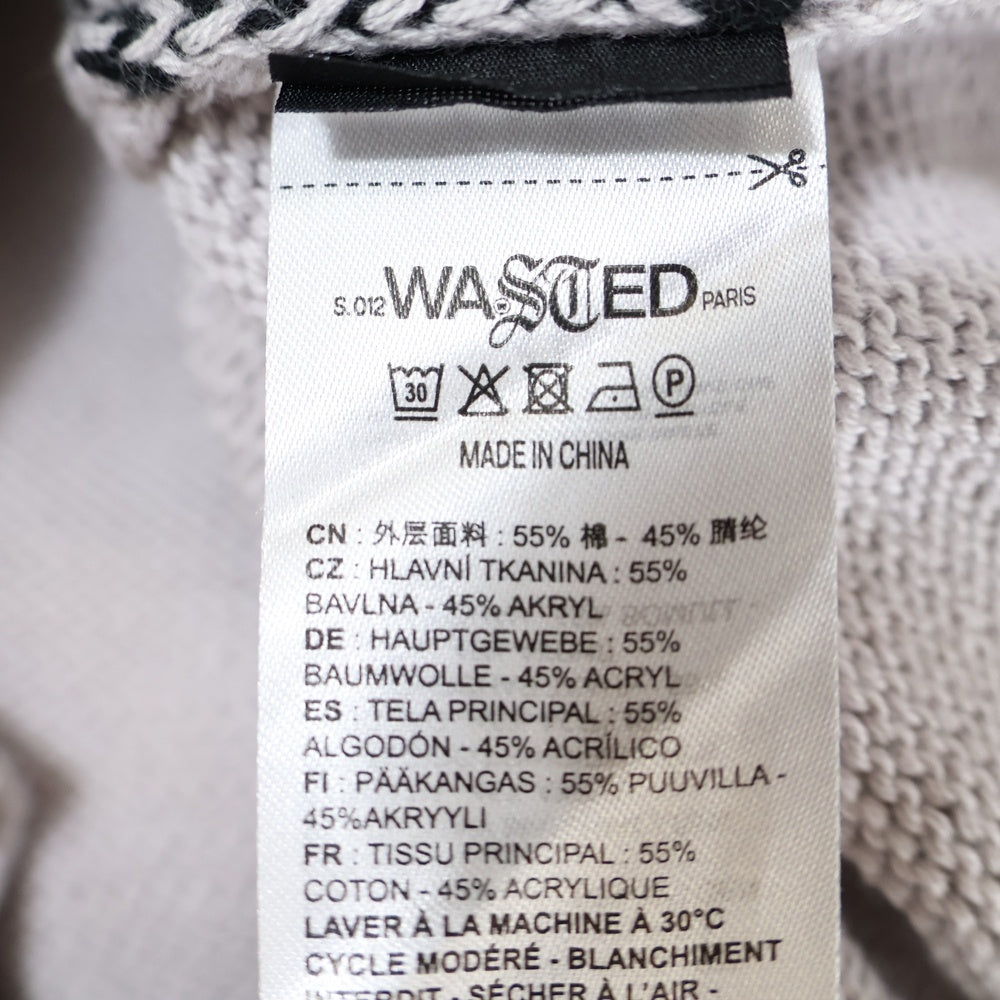 S.012 WASTED PARIS
30 P
MADE IN CHINA
CN : 外层面料 : 55% 棉 - 45% 腈纶
CZ : HLAVNÍ TKANINA : 55%
BAVLNA - 45% AKRYL
DE : HAUPTGEWEBE : 55%
BAUMWOLLE - 45% ACRYL
ES : TELA PRINCIPAL : 55%
ALGODÓN - 45% ACRÍLICO
FI : PÄÄKANGAS : 55% PUUVILLA -
45%AKRYYLI
FR : TISSU PRINCIPAL : 55%
COTON - 45% ACRYLIQUE
LAVER À LA MACHINE À 30°C
CYCLE MODÉRÉ - BLANCHIMENT
INTERDIT - SÉCHER À L'AIR -